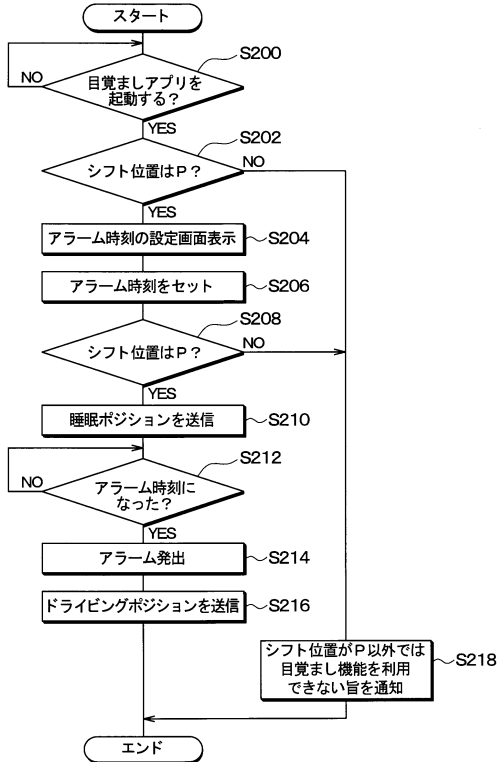 スタート
S200
目覚ましアプリを
起動する?
NO
YES
S202
シフト位置はP?
NO
YES
アラーム時刻の設定画面表示
S204
アラーム時刻をセット
S206
S208
シフト位置はP?
NO
YES
睡眠ポジションを送信
S210
S212
アラーム時刻に
なった?
NO
YES
アラーム発出
S214
ドライビングポジションを送信
S216
シフト位置がP以外では
目覚まし機能を利用
できない旨を通知
S218
エンド